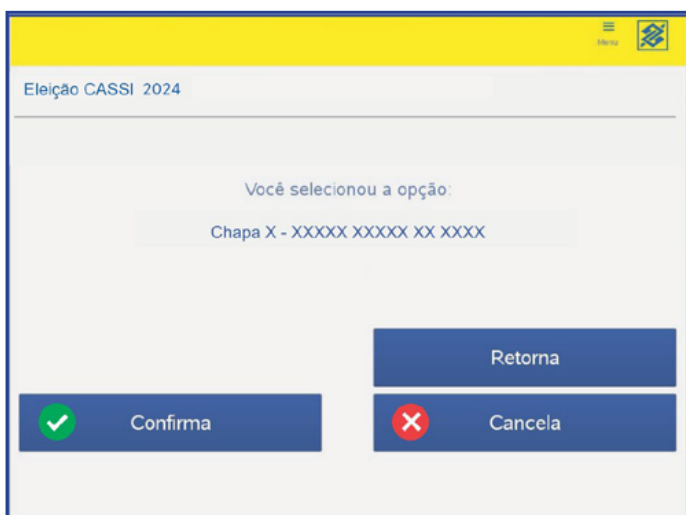 Menu
Eleição CASSI 2024
Você selecionou a opção:
Chapa X - XXXXX XXXXX XX XXXX
Retorna
Confirma
Cancela